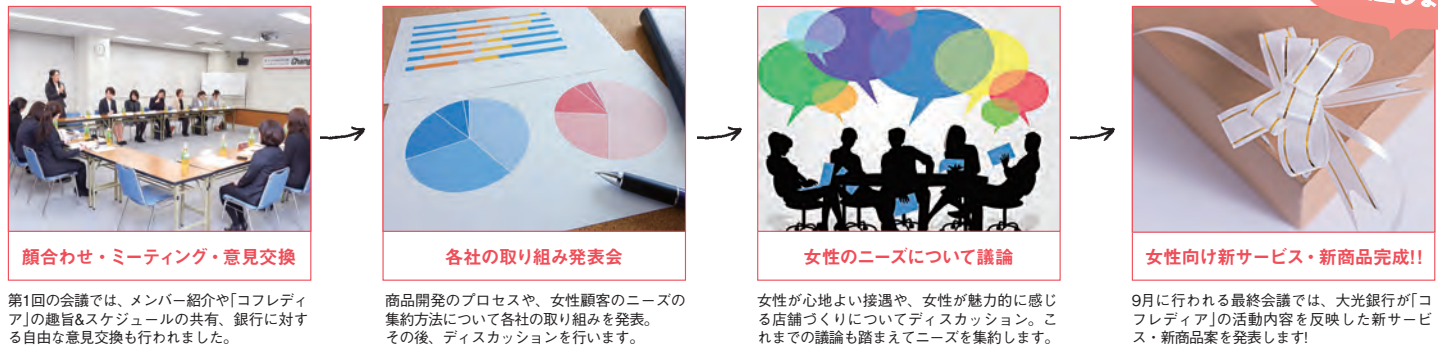 Chang
顔合わせ・ミーティング・意見交換
第1回の会議では、メンバー紹介や「コフレディ
ア」の趣旨&スケジュールの共有、銀行に対す
る自由な意見交換も行われました。
各社の取り組み発表会
商品開発のプロセスや、女性顧客のニーズの
集約方法について各社の取り組みを発表。
その後、ディスカッションを行います。
女性のニーズについて議論
女性が心地よい接遇や、女性が魅力的に感じ
る店舗づくりについてディスカッション。こ
れまでの議論も踏まえてニーズを集約します。
女性向け新サービス・新商品完成!!
9月に行われる最終会議では、大光銀行が「コ
フレディア」の活動内容を反映した新サービ
ス・新商品案を発表します!